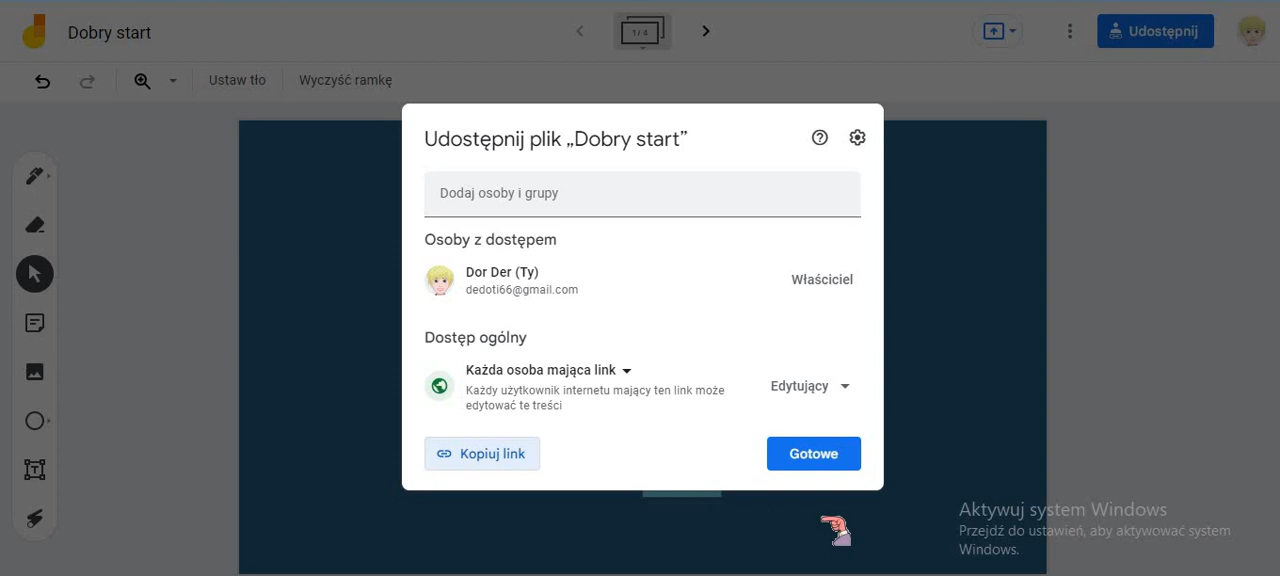 Dobry start
1 / 4
Udostępnij
Ustaw tło
Wyczyść ramkę
Udostępnij plik „Dobry start”
Dodaj osoby i grupy
Osoby z dostępem
Dor Der (Ty)
dedoti66@gmail.com
Właściciel
Dostęp ogólny
Każda osoba mająca link
Każdy użytkownik internetu mający ten link może
edytować te treści
Edytujący
Kopiuj link
Gotowe
Aktywuj system Windows
Przejdź do ustawień, aby aktywować system
Windows.